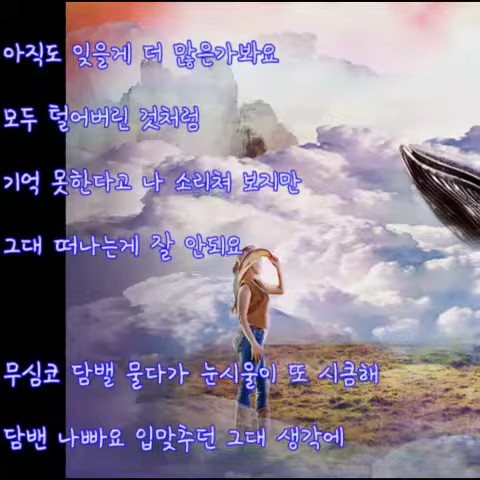 아직도 잊을게 더 많은가봐요
모두 털어버린 것처럼
기억 못한다고 나 소리쳐 보지만
그대 떠나는게 잘 안되요
무심코 담밸 물다가 눈시울이 또 시큼해
담밴 나빠요 입맞추던 그대 생각에